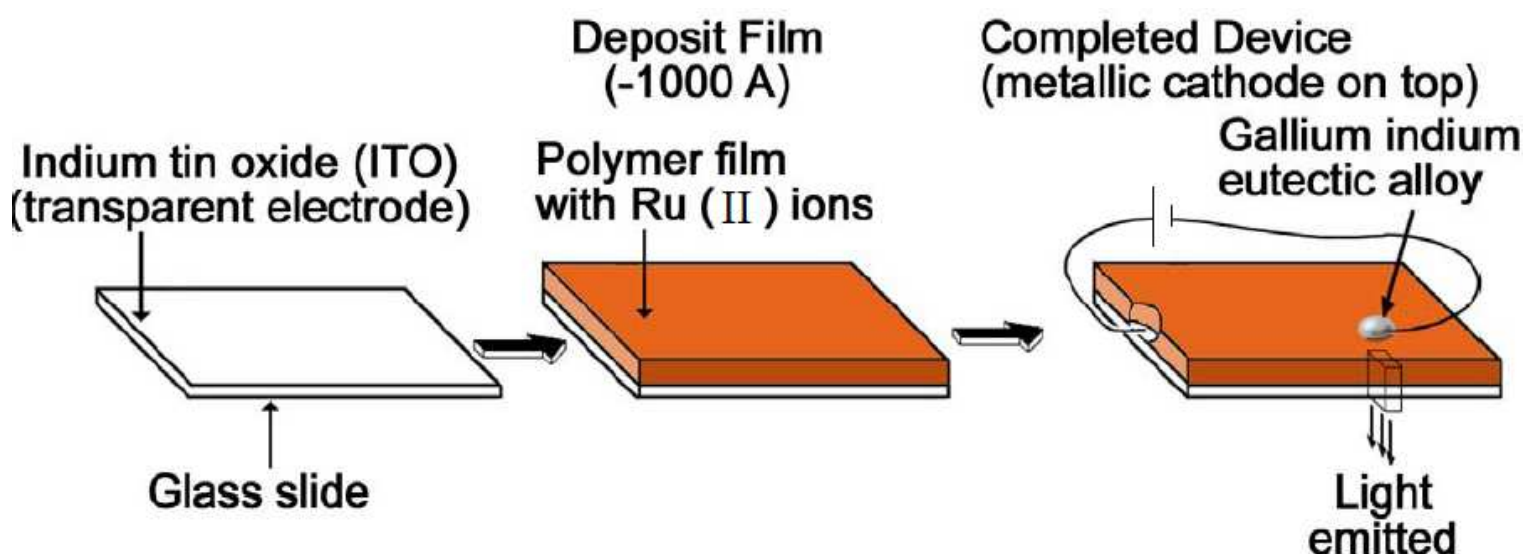 Deposit Film
(-1000 A)
Completed Device
(metallic cathode on top)
Indium tin oxide (ITO)
(transparent electrode)
Polymer film
with Ru (II) ions
Gallium indium
eutectic alloy
Glass slide
Light
emitted